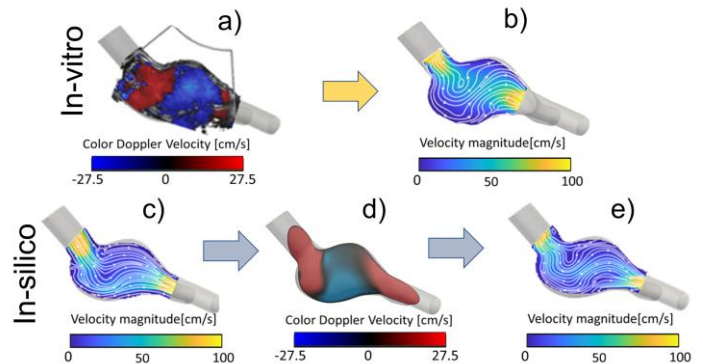 In-vitro
a)
b)
Color Doppler Velocity [cm/s]
-27.5 0 27.5
Velocity magnitude[cm/s]
0 50 100
In-silico
c)
d)
e)
Velocity magnitude[cm/s]
0 50 100
Color Doppler Velocity [cm/s]
-27.5 0 27.5
Velocity magnitude[cm/s]
0 50 100